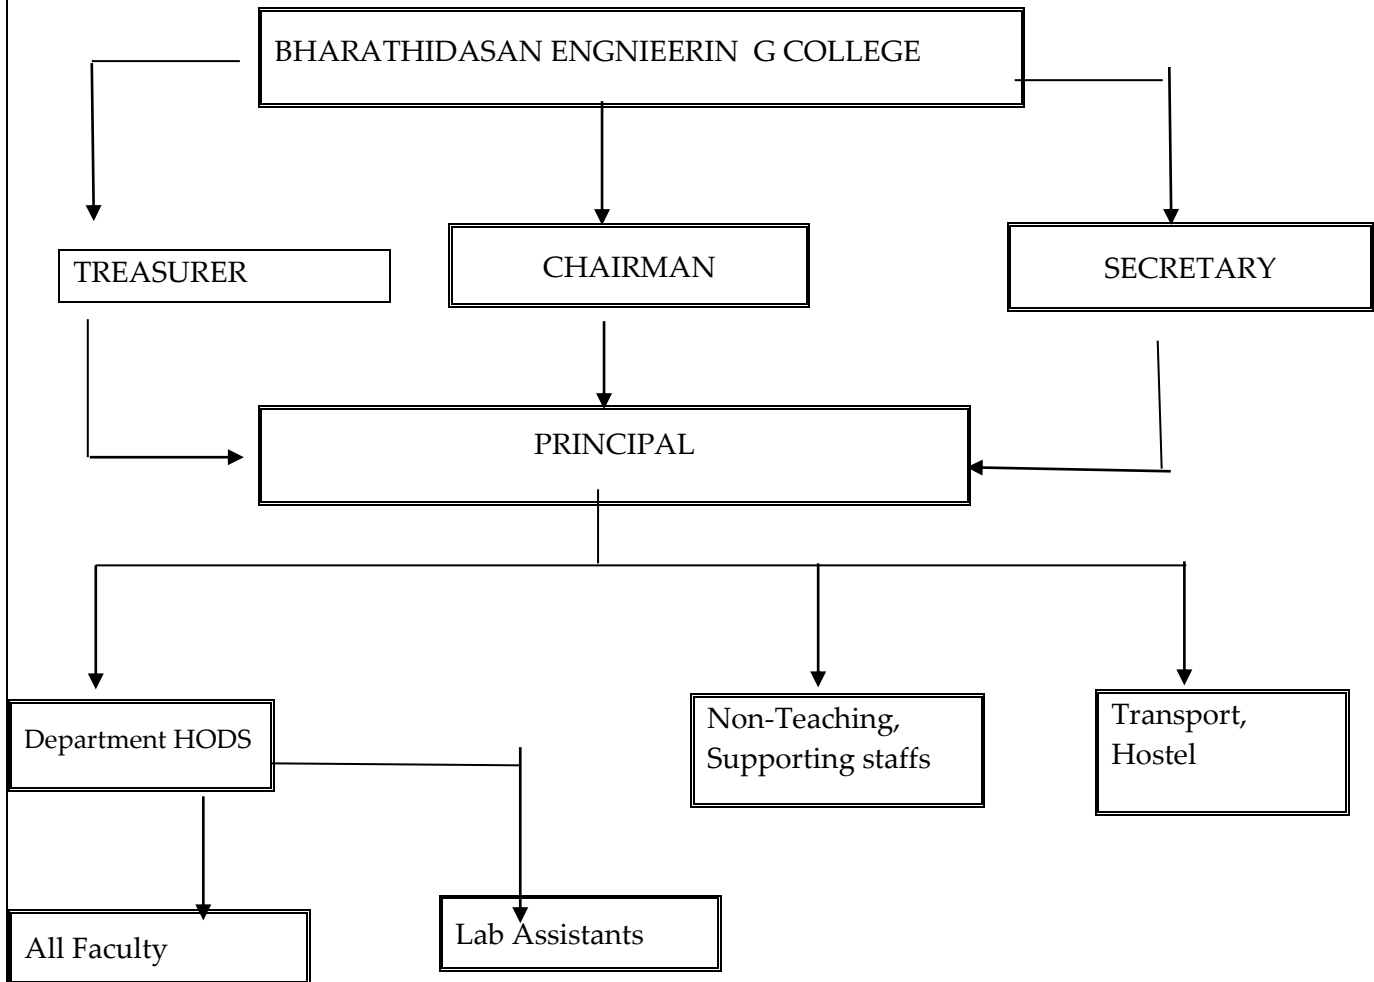 BHARATHIDASAN ENGNIEERIN  G COLLEGE
TREASURER
CHAIRMAN
SECRETARY
PRINCIPAL
Department HODS
Non-Teaching,
Supporting staffs
Transport,
Hostel
All Faculty
Lab Assistants